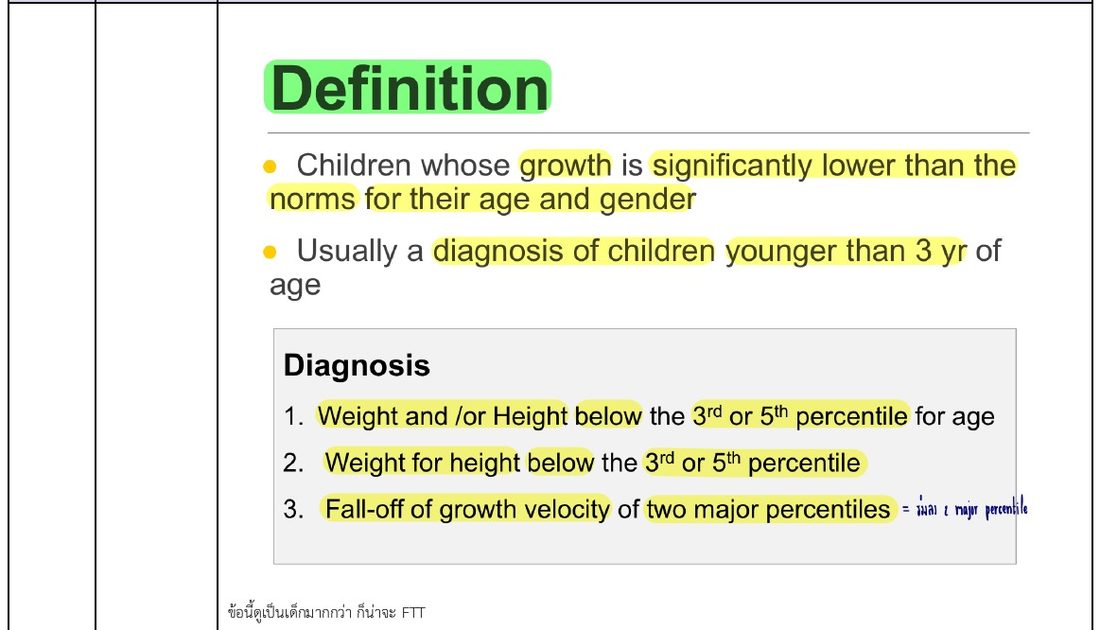 Definition
● Children whose growth is significantly lower than the
norms for their age and gender
● Usually a diagnosis of children younger than 3 yr of
age
Diagnosis
1. Weight and /or Height below the 3rd or 5th percentile for age
2. Weight for height below the 3rd or 5th percentile
3. Fall-off of growth velocity of two major percentiles = major percentile
ข้อนี้ดูเป็นเด็กมากกว่า ก็น่าจะ FTT